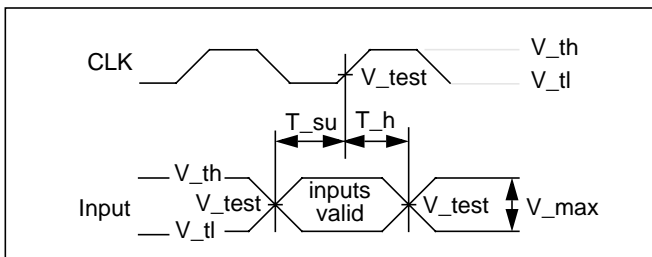 V_th
CLK
V_test
V_tl
T_su
T_h
V_th
inputs
valid
V_test
V_test
V_max
Input
V_tl